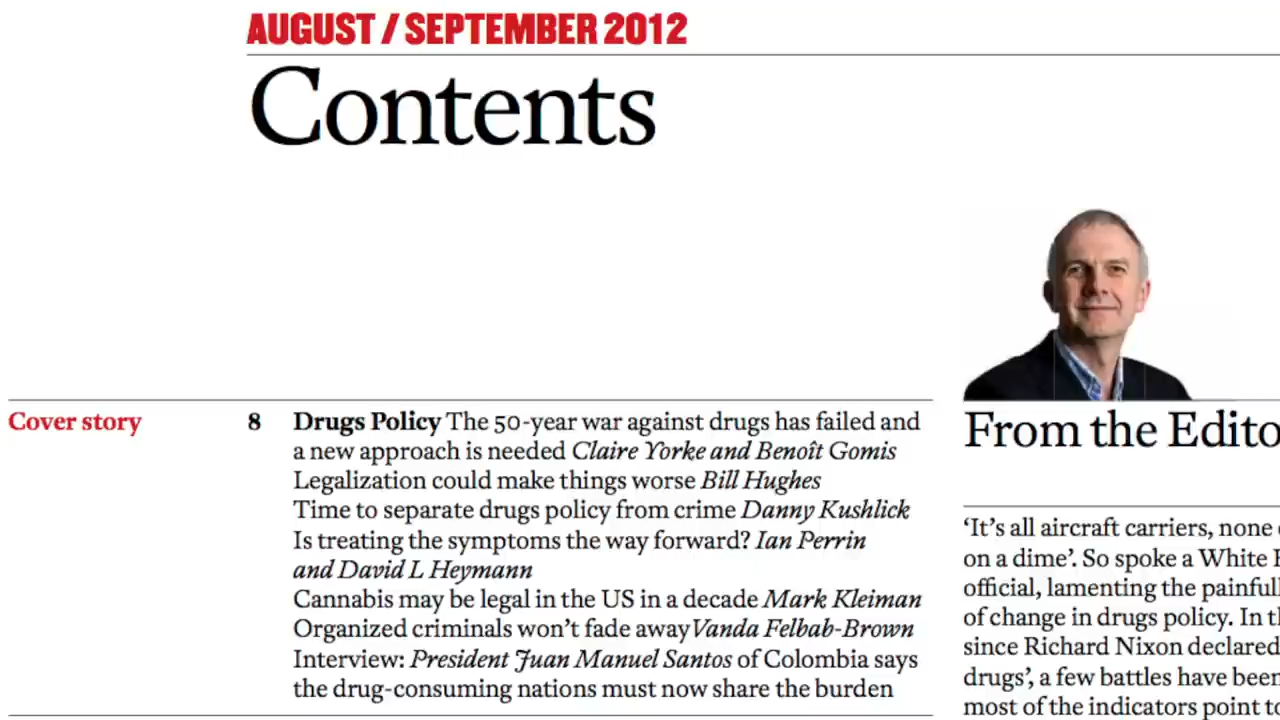 AUGUST / SEPTEMBER 2012
Contents
Cover story
8 Drugs Policy The 50-year war against drugs has failed and
a new approach is needed Claire Yorke and Benoît Gomis
Legalization could make things worse Bill Hughes
Time to separate drugs policy from crime Danny Kushlick
Is treating the symptoms the way forward? Ian Perrin
and David L Heymann
Cannabis may be legal in the US in a decade Mark Kleiman
Organized criminals won’t fade away Vanda Felbab-Brown
Interview: President Juan Manuel Santos of Colombia says
the drug-consuming nations must now share the burden
From the Edito
‘It’s all aircraft carriers, none
on a dime’. So spoke a White
official, lamenting the painfull
of change in drugs policy. In
since Richard Nixon declared
drugs’, a few battles have been
most of the indicators point to